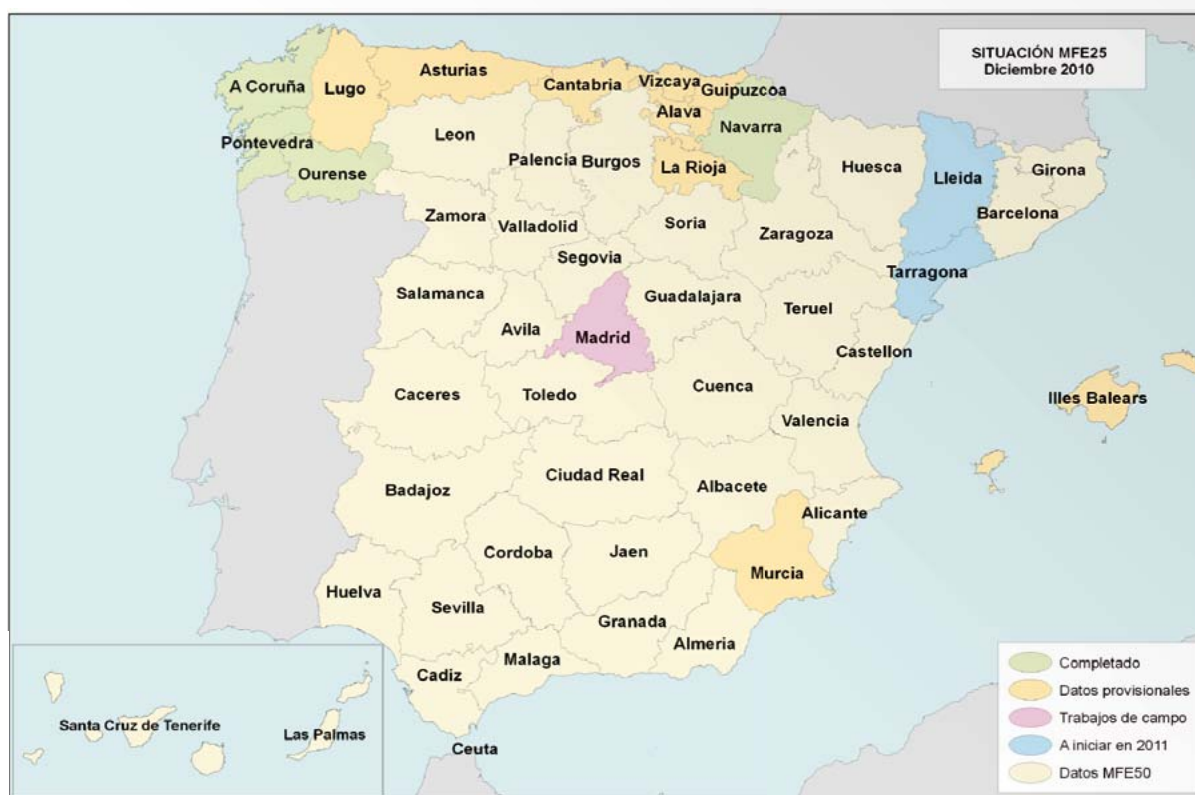 SITUACIÓN MFE25
Diciembre 2010
A Coruña
Lugo
Asturias
Cantabria
Vizcaya
Guipuzcoa
Alava
Navarra
Pontevedra
Ourense
Leon
Palencia
Burgos
La Rioja
Huesca
Lleida
Girona
Barcelona
Zamora
Valladolid
Soria
Zaragoza
Segovia
Tarragona
Salamanca
Avila
Madrid
Guadalajara
Teruel
Castellon
Caceres
Toledo
Cuenca
Valencia
Illes Balears
Badajoz
Ciudad Real
Albacete
Alicante
Cordoba
Jaen
Murcia
Huelva
Sevilla
Granada
Almeria
Cadiz
Malaga
Ceuta
Santa Cruz de Tenerife
Las Palmas
Completado
Datos provisionales
Trabajos de campo
A iniciar en 2011
Datos MFE50